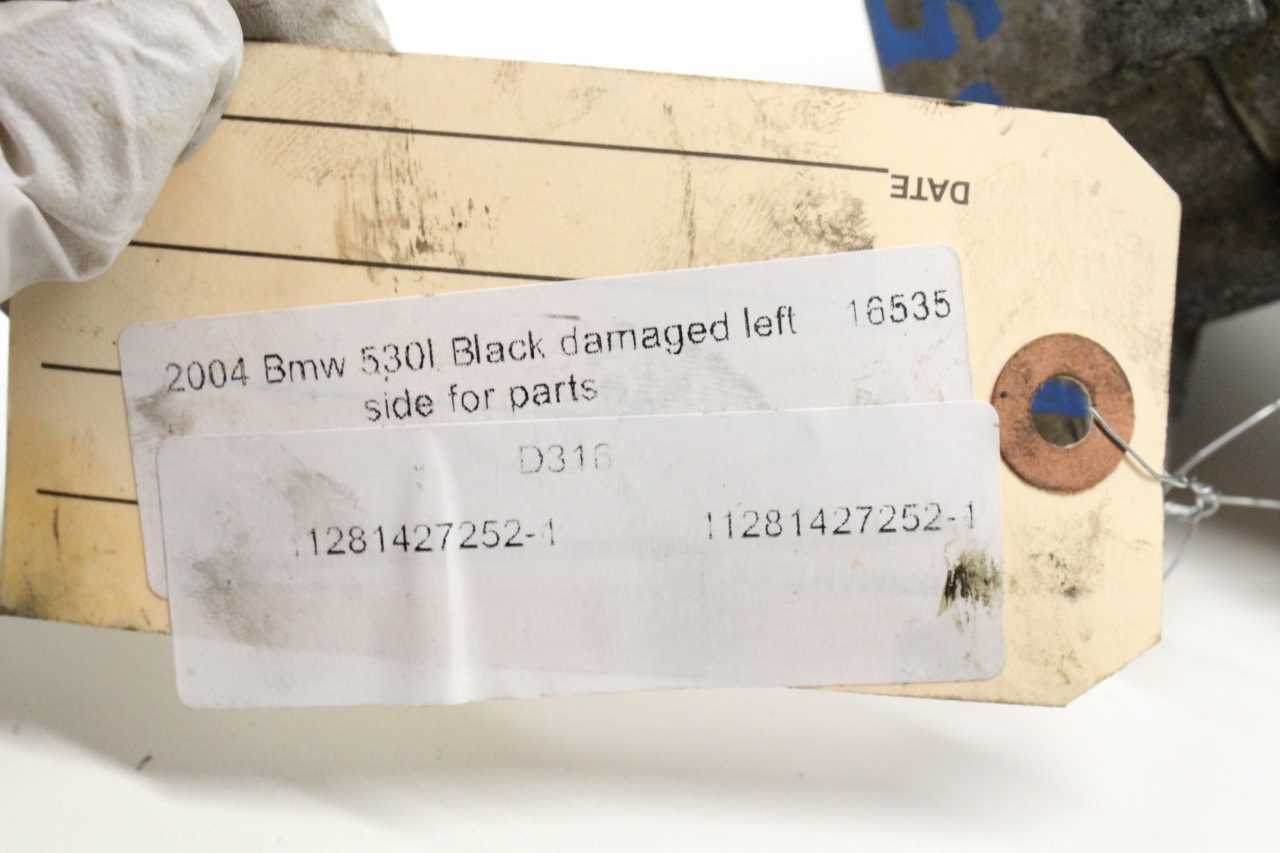 DATE
2004 Bmw 530I Black damaged left 16535
side for parts
D316
11281427252-1 11281427252-1